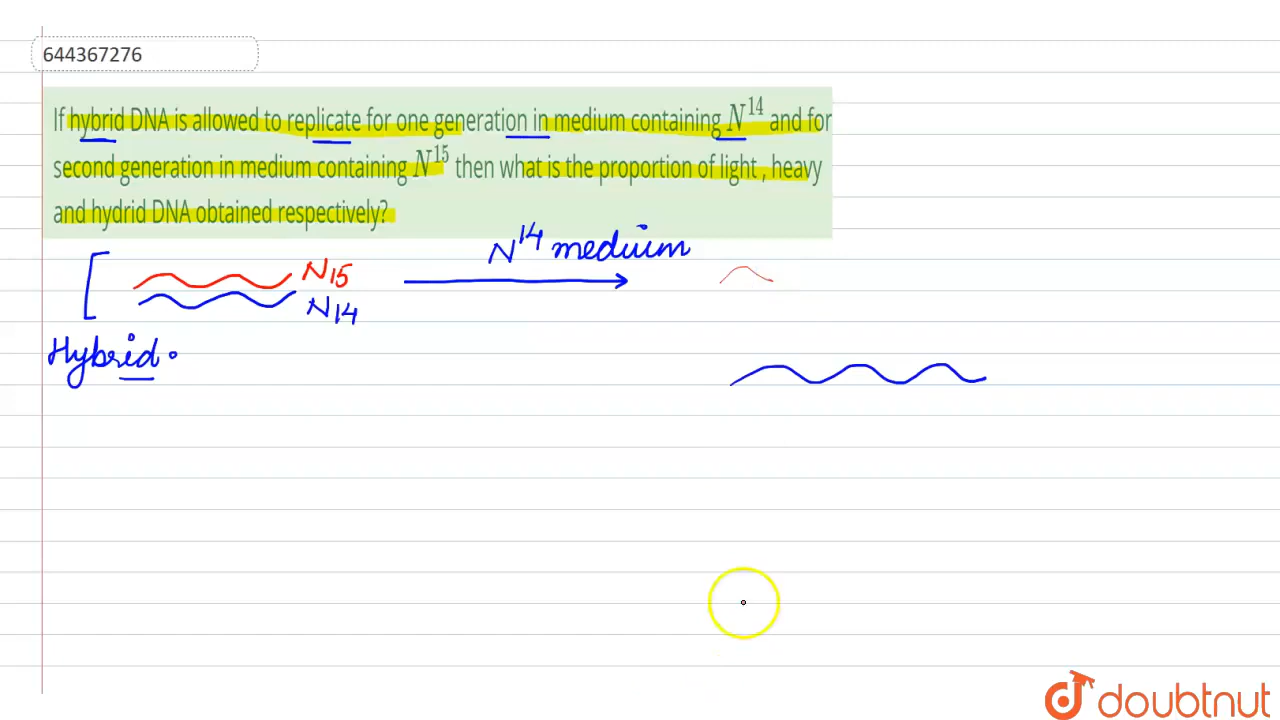 644367276
If hybrid DNA is allowed to replicate for one generation in medium containing N^14 and for
second generation in medium containing N^15 then what is the proportion of light , heavy
and hydrid DNA obtained respectively?
N^14 medium
N15
N14
Hybrid
doubtnut